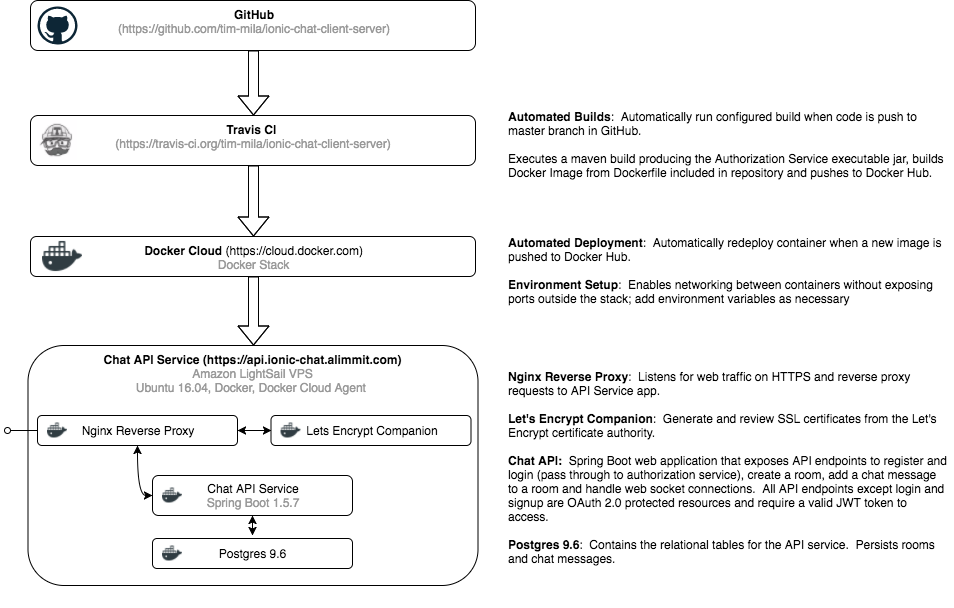 GitHub
(https://github.com/tim-mila/ionic-chat-client-server)
Travis CI
(https://travis-ci.org/tim-mila/ionic-chat-client-server)
Automated Builds:  Automatically run configured build when code is push to
master branch in GitHub.
Executes a maven build producing the Authorization Service executable jar, builds
Docker Image from Dockerfile included in repository and pushes to Docker Hub.
Docker Cloud (https://cloud.docker.com)
Docker Stack
Automated Deployment:  Automatically redeploy container when a new image is
pushed to Docker Hub.
Environment Setup:  Enables networking between containers without exposing
ports outside the stack; add environment variables as necessary
Chat API Service (https://api.ionic-chat.alimmit.com)
Amazon LightSail VPS
Ubuntu 16.04, Docker, Docker Cloud Agent
Nginx Reverse Proxy
Lets Encrypt Companion
Chat API Service
Spring Boot 1.5.7
Postgres 9.6
Nginx Reverse Proxy:  Listens for web traffic on HTTPS and reverse proxy
requests to API Service app.
Let's Encrypt Companion:  Generate and review SSL certificates from the Let's
Encrypt certificate authority.
Chat API:  Spring Boot web application that exposes API endpoints to register and
login (pass through to authorization service), create a room, add a chat message
to a room and handle web socket connections.  All API endpoints except login and
signup are OAuth 2.0 protected resources and require a valid JWT token to
access.
Postgres 9.6:  Contains the relational tables for the API service.  Persists rooms
and chat messages.